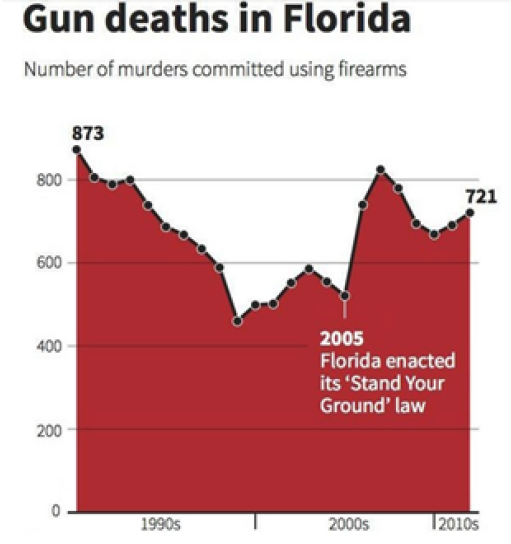 Gun deaths in Florida
Number of murders committed using firearms
873
800
721
600
400
2005
Florida enacted
its ‘Stand Your
Ground’ law
200
0
1990s
2000s
2010s